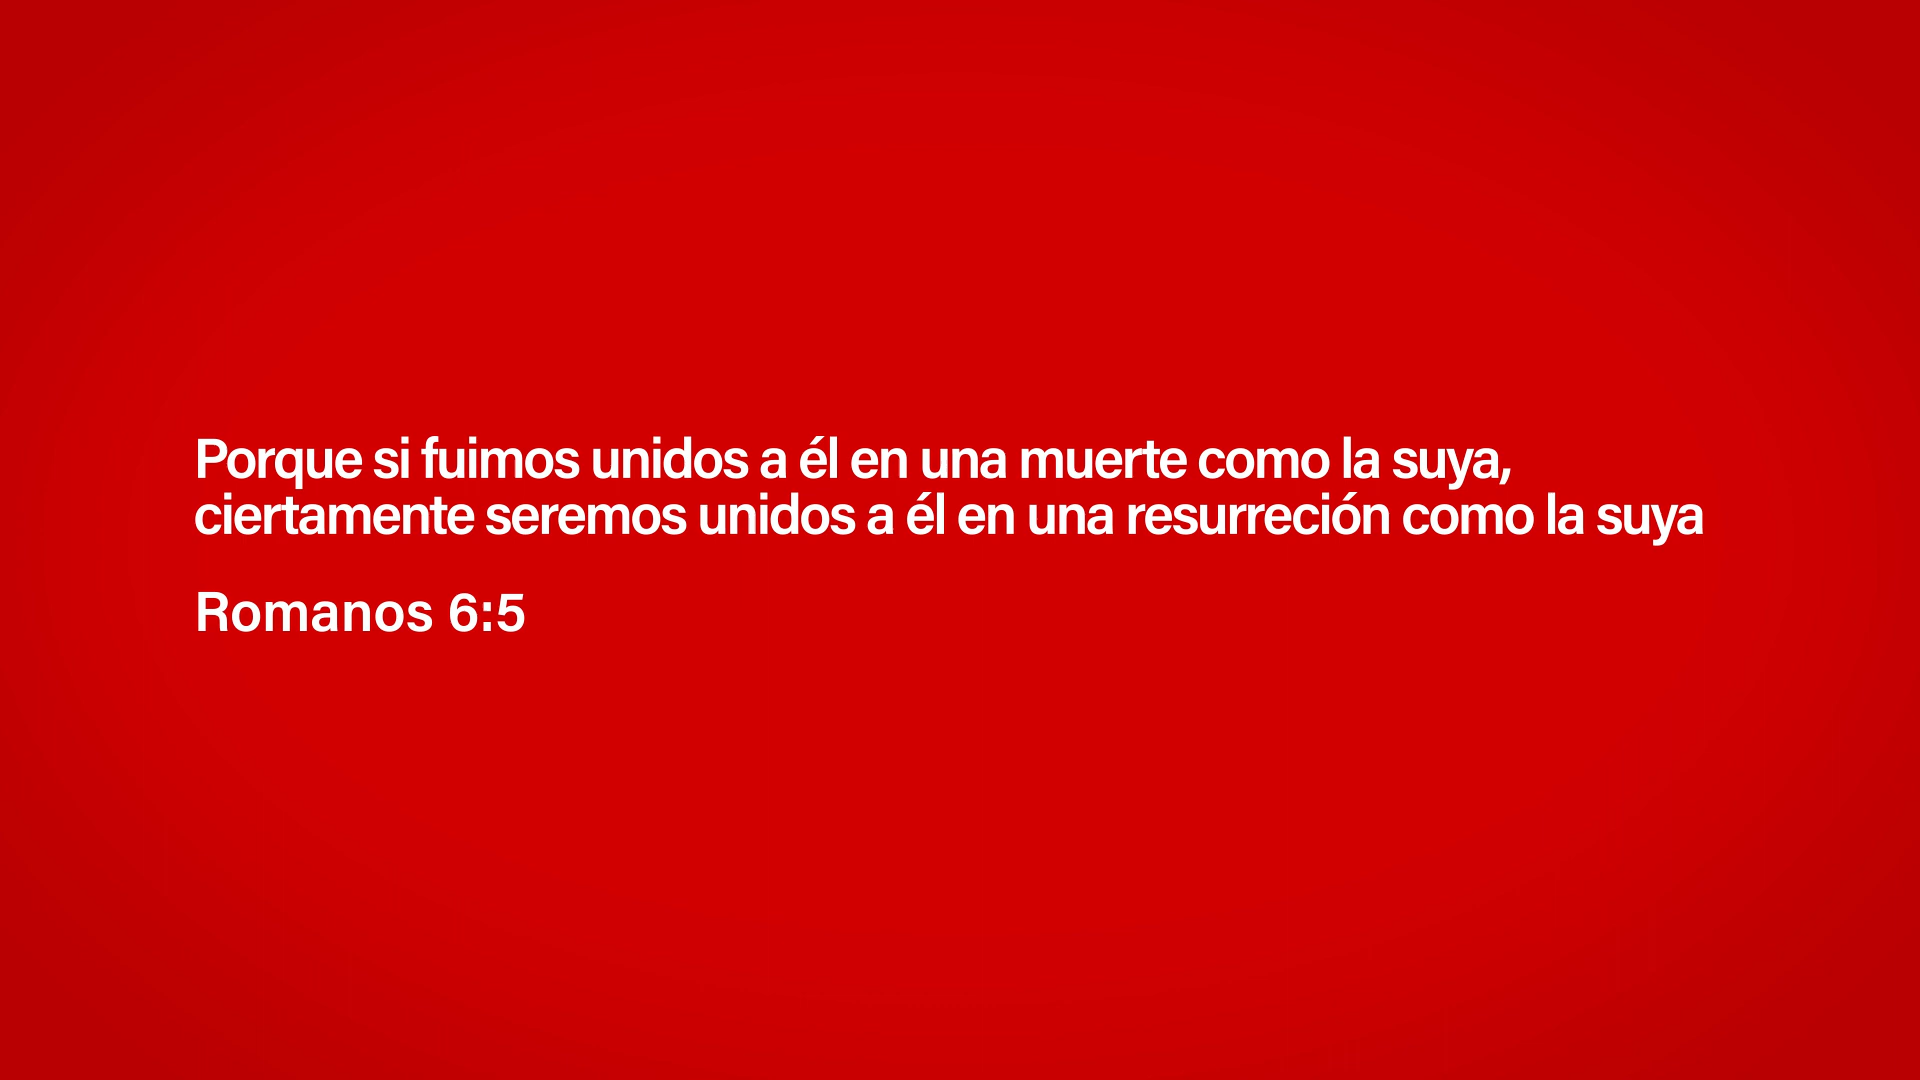 Porque si fuimos unidos a él en una muerte como la suya,
ciertamente seremos unidos a él en una resurreción como la suya
Romanos 6:5